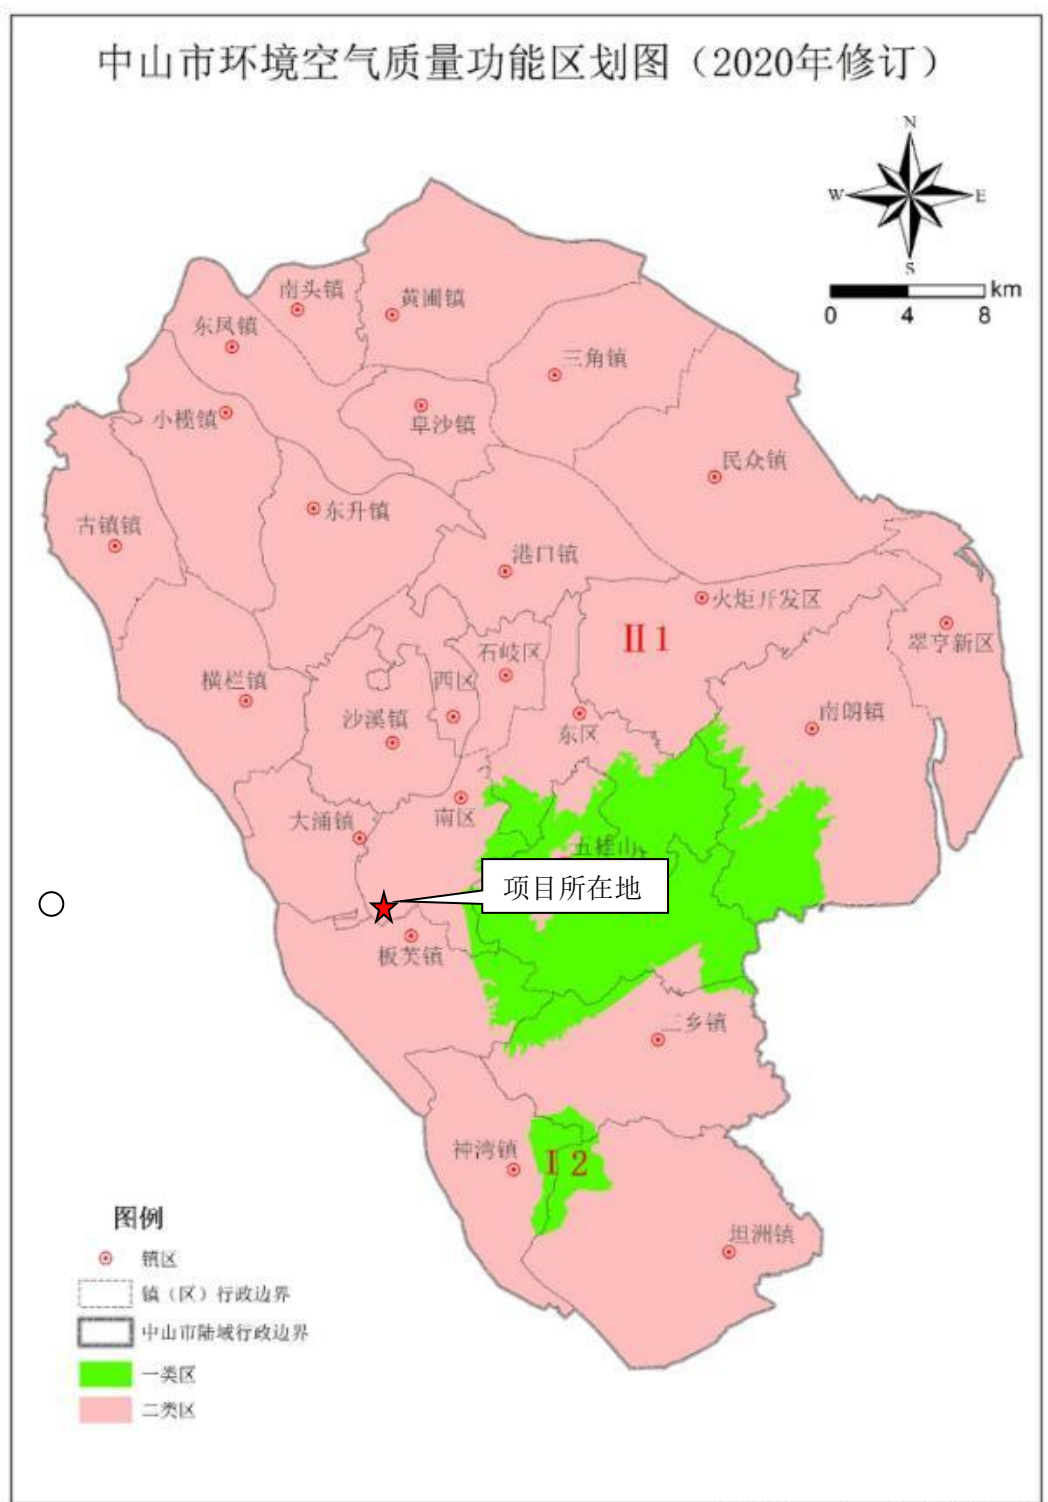 中山市环境空气质量功能区划图（2020年修订）
N
W
E
S
km
0 4 8
南头镇
黄圃镇
东凤镇
三角镇
小榄镇
阜沙镇
民众镇
东升镇
古镇镇
港口镇
火炬开发区
Ⅱ1
翠亨新区
石岐区
横栏镇
西区
沙溪镇
南朗镇
东区
南区
大涌镇
五桂山
项目所在地
板芙镇
三乡镇
神湾镇
Ⅰ2
坦洲镇
图例
镇区
镇（区）行政边界
中山市陆域行政边界
一类区
二类区